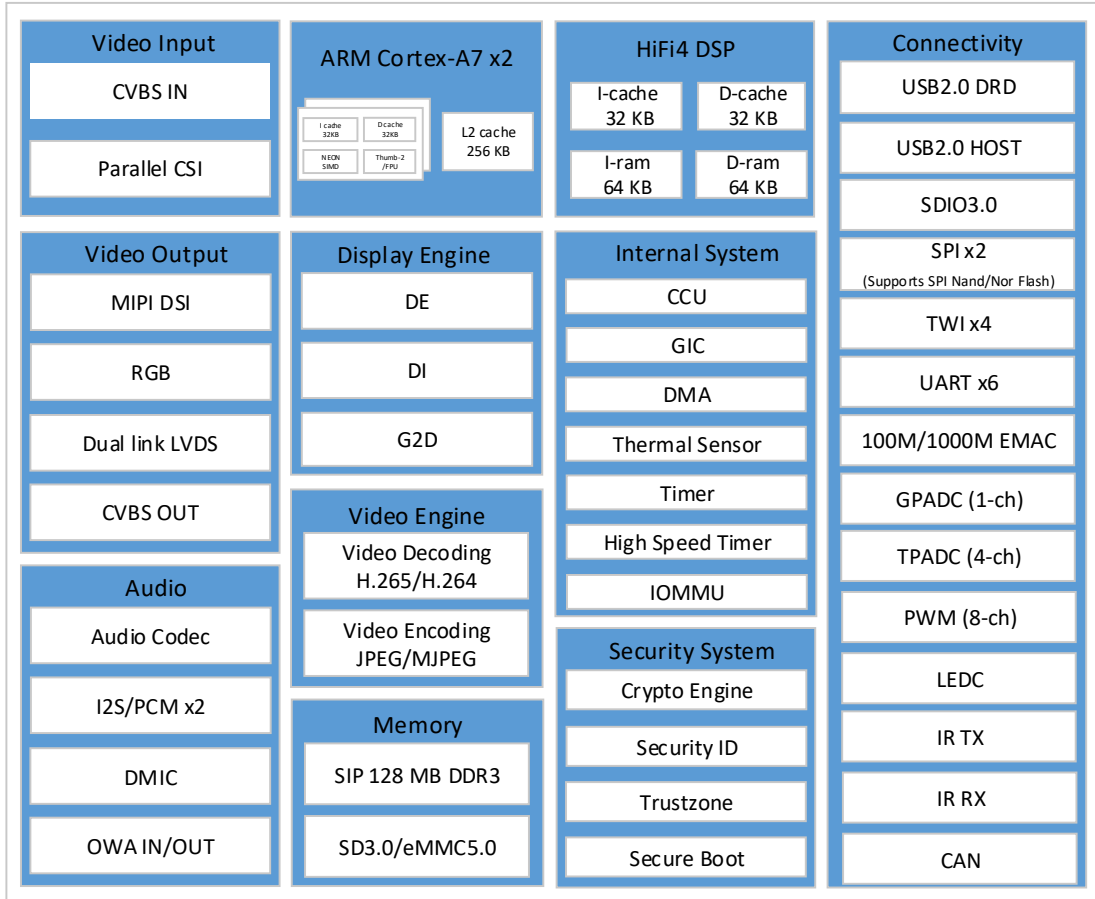 Video Input
CVBS IN
Parallel CSI
ARM Cortex-A7 x2
I cache
32KB
Dcache
32KB
NEON
SIMD
Thumb-2
/FPU
L2 cache
256 KB
HiFi4 DSP
I-cache
32 KB
D-cache
32 KB
I-ram
64 KB
D-ram
64 KB
Connectivity
USB2.0 DRD
USB2.0 HOST
SDIO3.0
SPI x2
(Supports SPI Nand/Nor Flash)
TWI x4
UART x6
100M/1000M EMAC
GPADC (1-ch)
TPADC (4-ch)
PWM (8-ch)
LEDC
IR TX
IR RX
CAN
Video Output
MIPI DSI
RGB
Dual link LVDS
CVBS OUT
Display Engine
DE
DI
G2D
Internal System
CCU
GIC
DMA
Thermal Sensor
Timer
High Speed Timer
IOMMU
Video Engine
Video Decoding
H.265/H.264
Video Encoding
JPEG/MJPEG
Audio
Audio Codec
I2S/PCM x2
DMIC
OWA IN/OUT
Memory
SIP 128 MB DDR3
SD3.0/eMMC5.0
Security System
Crypto Engine
Security ID
Trustzone
Secure Boot